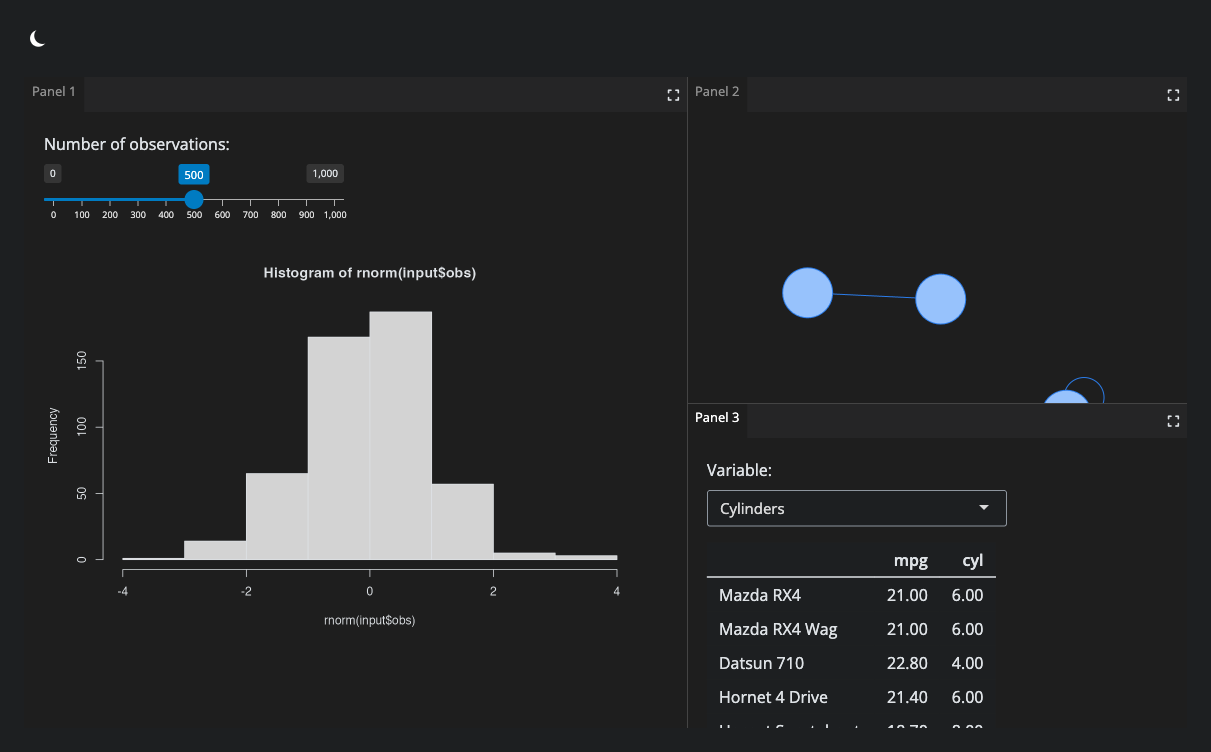 Panel 1
Number of observations:
0 500 1,000
0 100 200 300 400 500 600 700 800 900 1,000
Histogram of rnorm(input$obs)
Frequency
150
100
50
0
-4 -2 0 2 4
rnorm(input$obs)
Panel 2
Panel 3
Variable:
Cylinders
mpg cyl
Mazda RX4 21.00 6.00
Mazda RX4 Wag 21.00 6.00
Datsun 710 22.80 4.00
Hornet 4 Drive 21.40 6.00